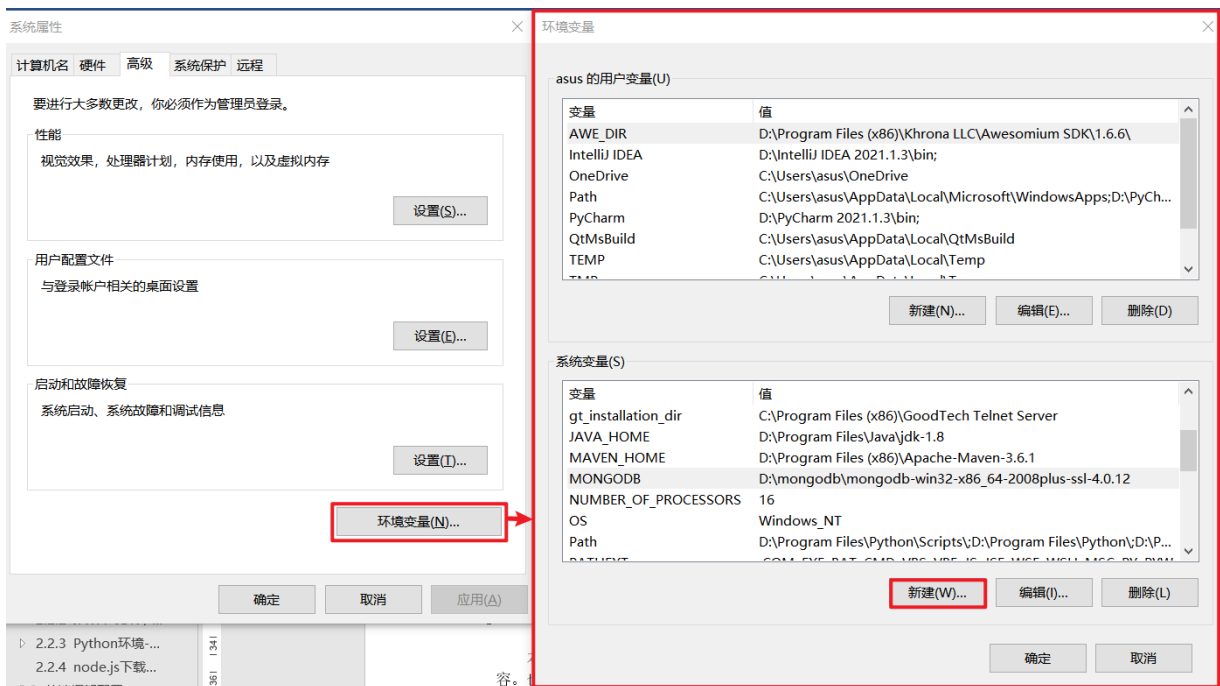 系统属性
计算机名 硬件 高级 系统保护 远程
要进行大多数更改，你必须作为管理员登录。
性能
视觉效果，处理器计划，内存使用，以及虚拟内存
设置(S)...
用户配置文件
与登录帐户相关的桌面设置
设置(E)...
启动和故障恢复
系统启动、系统故障和调试信息
设置(T)...
环境变量(N)...
确定 取消 应用(A)
2.2.3 Python环境-...
2.2.4 node.js下载...
341
361
容。
环境变量
asus 的用户变量(U)
变量 值
AWE_DIR D:\Program Files (x86)\Khrona LLC\Awesomium SDK\1.6.6\
IntelliJ IDEA D:\IntelliJ IDEA 2021.1.3\bin;
OneDrive C:\Users\asus\OneDrive
Path C:\Users\asus\AppData\Local\Microsoft\WindowsApps;D:\PyCh...
PyCharm D:\PyCharm 2021.1.3\bin;
QtMsBuild C:\Users\asus\AppData\Local\QtMsBuild
TEMP C:\Users\asus\AppData\Local\Temp
新建(N)... 编辑(E)... 删除(D)
系统变量(S)
变量 值
gt_installation_dir C:\Program Files (x86)\GoodTech Telnet Server
JAVA_HOME D:\Program Files\Java\jdk-1.8
MAVEN_HOME D:\Program Files (x86)\Apache-Maven-3.6.1
MONGODB D:\mongodb\mongodb-win32-x86_64-2008plus-ssl-4.0.12
NUMBER_OF_PROCESSORS 16
OS Windows_NT
Path D:\Program Files\Python\Scripts\;D:\Program Files\Python\;D:\P...
新建(W)... 编辑(I)... 删除(L)
确定 取消